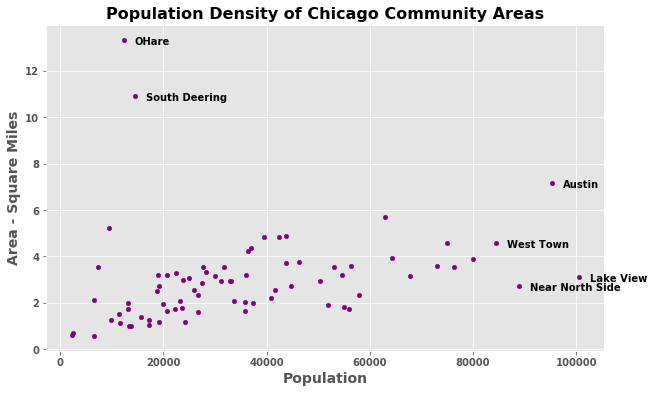 Population Density of Chicago Community Areas
OHare
12
South Deering
10
8
Austin
6
West Town
4
Lake View
Near North Side
2
0
Area - Square Miles
0 20000 40000 60000 80000 100000
Population